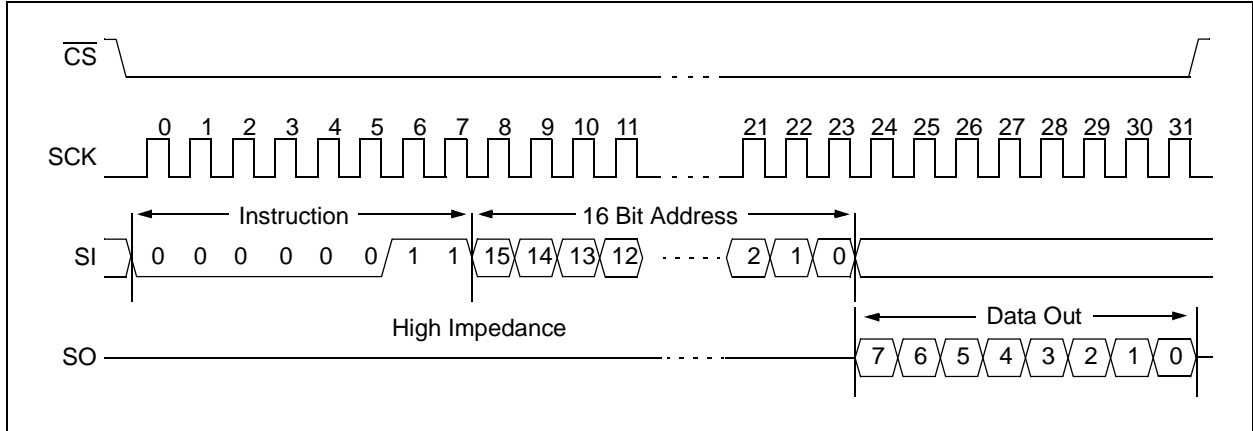 CS
0 1 2 3 4 5 6 7 8 9 10 11 21 22 23 24 25 26 27 28 29 30 31
SCK
Instruction 16 Bit Address
SI 0 0 0 0 0 0 1 1 15 14 13 12 2 1 0
Data Out
High Impedance
SO 7 6 5 4 3 2 1 0